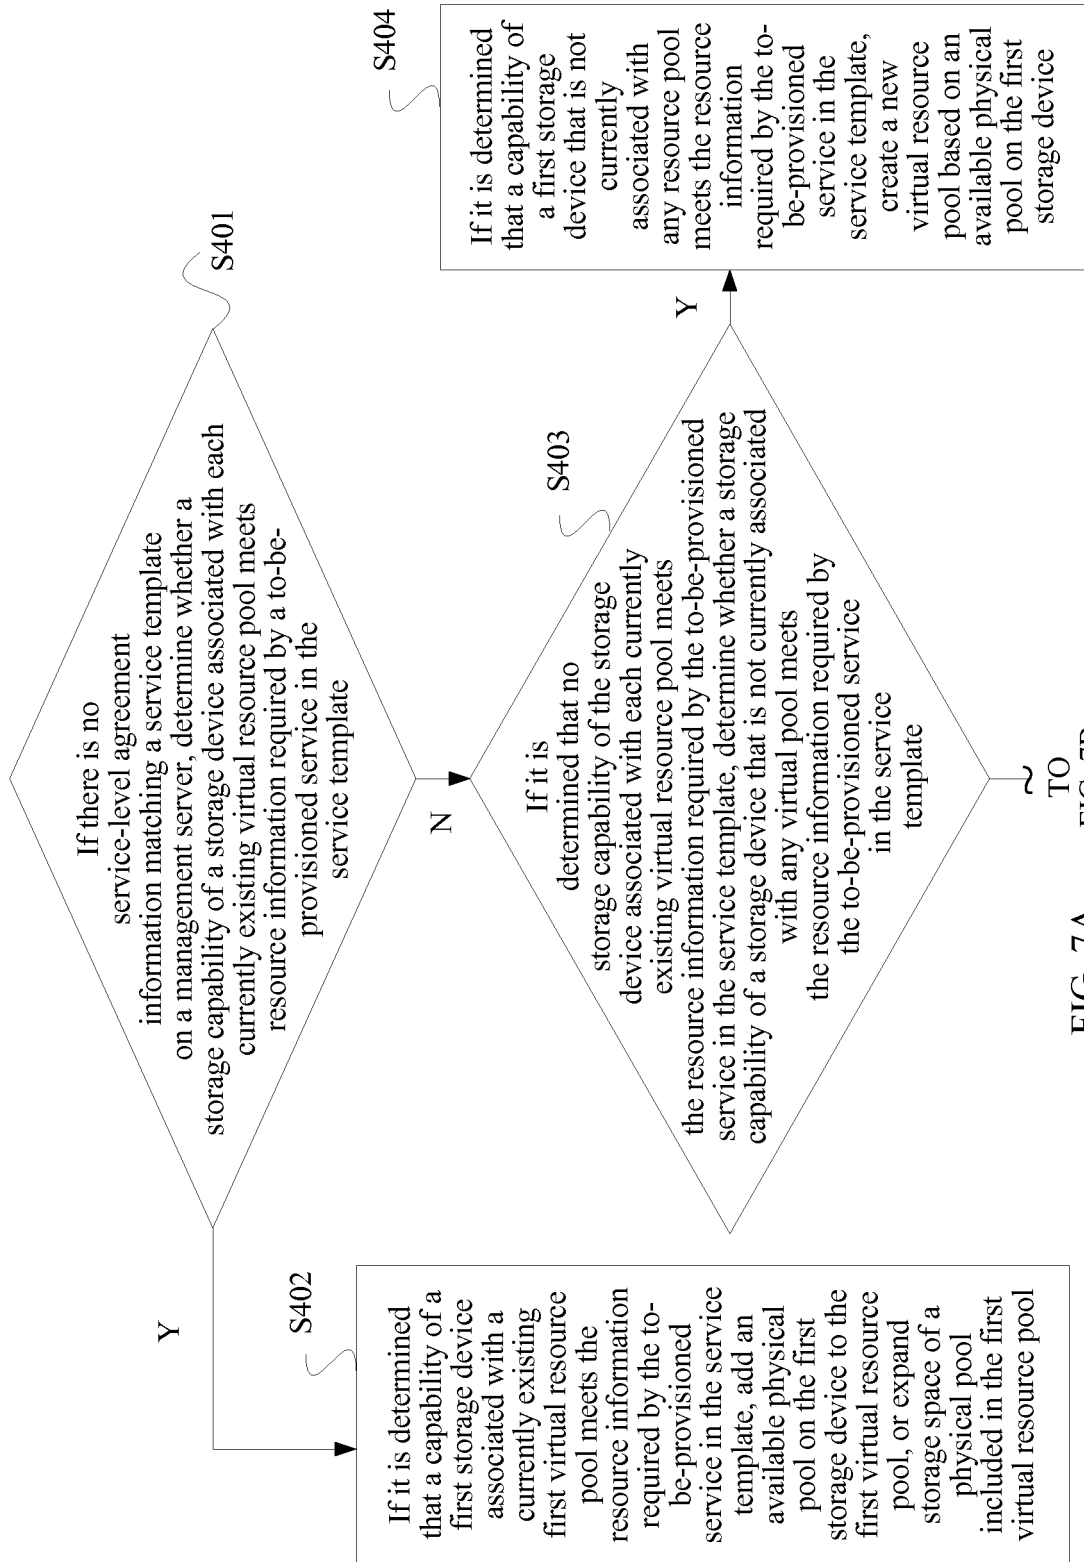 If there is no
service-level agreement
information matching a service template
on a management server, determine whether a
storage capability of a storage device associated with each
currently existing virtual resource pool meets
resource information required by a to-be-
provisioned service in the
service template
S401
Y
N
S402
If it is determined
that a capability of a
first storage device
associated with a
currently existing
first virtual resource
pool meets the
resource information
required by the to-
be-provisioned
service in the service
template, add an
available physical
pool on the first
storage device to the
first virtual resource
pool, or expand
storage space of a
physical pool
included in the first
virtual resource pool
S403
If it is
determined that no
storage capability of the storage
device associated with each currently
existing virtual resource pool meets
the resource information required by the to-be-provisioned
service in the service template, determine whether a storage
capability of a storage device that is not currently associated
with any virtual pool meets
the resource information required by
the to-be-provisioned service
in the service
template
Y
S404
If it is determined
that a capability of
a first storage
device that is not
currently
associated with
any resource pool
meets the resource
information
required by the to-
be-provisioned
service in the
service template,
create a new
virtual resource
pool based on an
available physical
pool on the first
storage device
~
TO
FIG. 7B
FIG. 7A